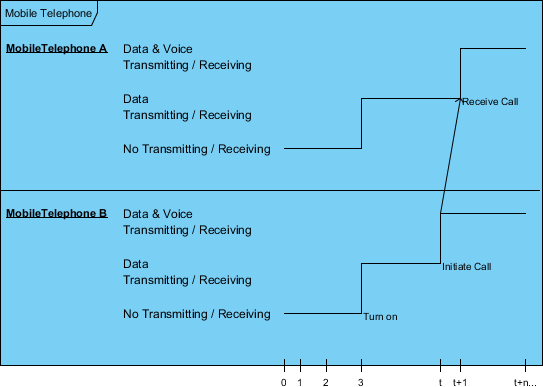 Mobile Telephone
MobileTelephone A
Data & Voice
Transmitting / Receiving
Data
Transmitting / Receiving
Receive Call
No Transmitting / Receiving
MobileTelephone B
Data & Voice
Transmitting / Receiving
Data
Transmitting / Receiving
Initiate Call
No Transmitting / Receiving
Turn on
0 1 2 3 t t+1 t+n...